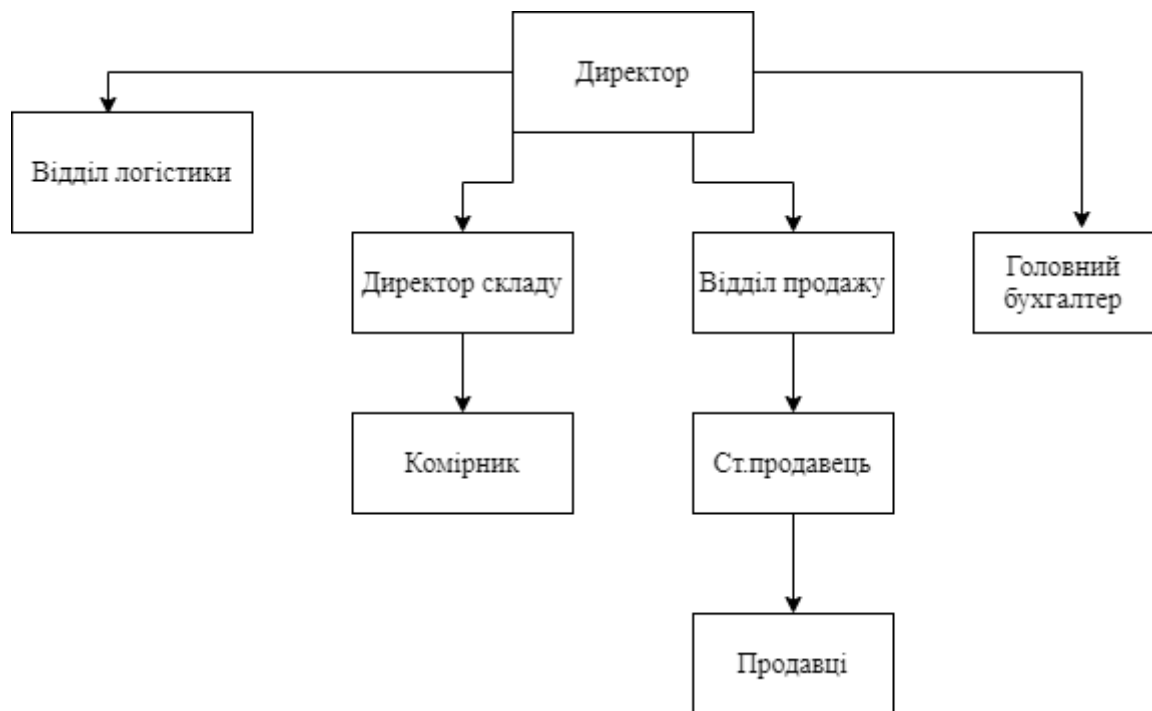 Директор
Відділ логістики
Директор складу
Відділ продажу
Головний
бухгалтер
Комірник
Ст.продавець
Продавці